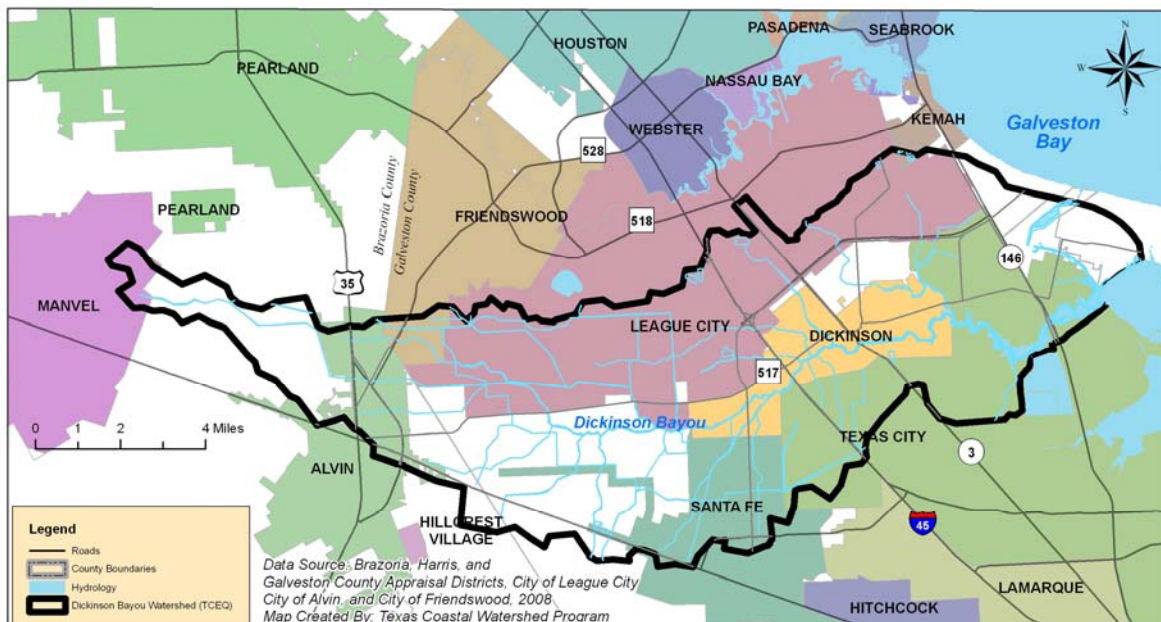 PEARLAND
HOUSTON
PASADENA
SEABROOK
NASSAU BAY
WEBSTER
KEMAH
N
W
E
S
Galveston
Bay
528
Brazoria County
Galveston County
PEARLAND
FRIENDSWOOD
518
146
35
MANVEL
LEAGUE CITY
DICKINSON
517
0 1 2 4 Miles
Dickinson Bayou
TEXAS CITY
3
ALVIN
SANTA FE
HILLCREST
VILLAGE
45
LAMARQUE
HITCHCOCK
Legend
Roads
County Boundaries
Hydrology
Dickinson Bayou Watershed (TCEQ)
Data Source: Brazoria, Harris, and
Galveston County Appraisal Districts, City of League City
City of Alvin, and City of Friendswood, 2008
Map Created By: Texas Coastal Watershed Program